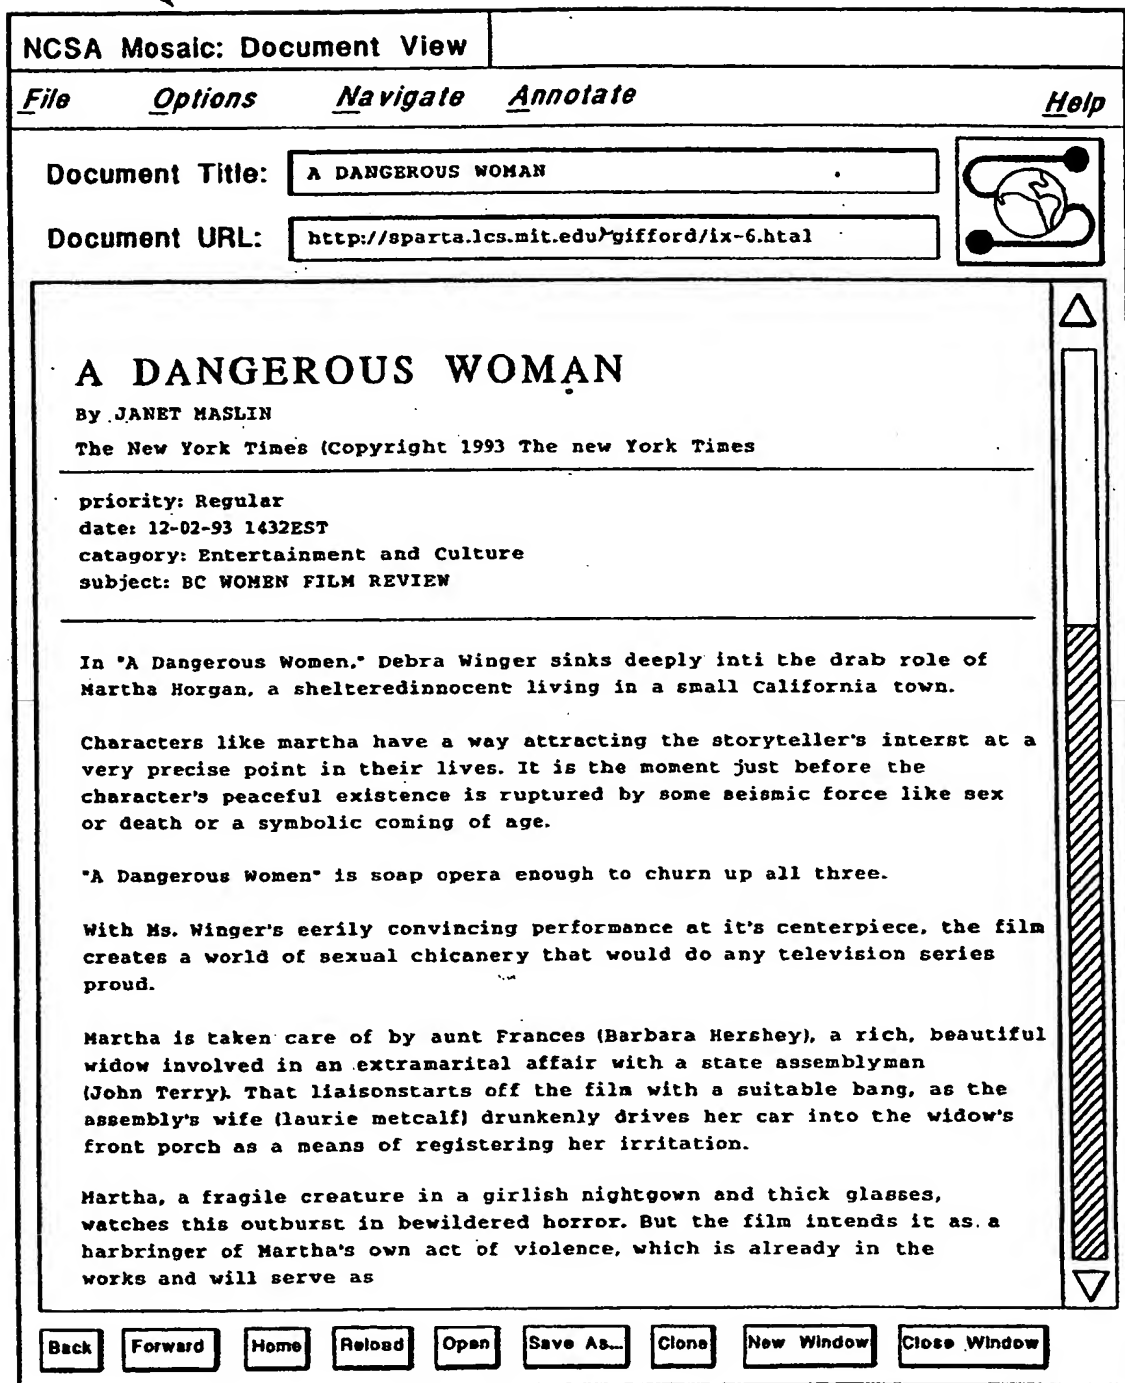 NCSA Mosaic: Document View
File Options Navigate Annotate Help
Document Title: A DANGEROUS WOMAN
Document URL: http://sparta.lcs.mit.edu/~gifford/ix-6.htal
A DANGEROUS WOMAN
By JANET MASLIN
The New York Times (Copyright 1993 The new York Times
priority: Regular
date: 12-02-93 1432EST
catagory: Entertainment and Culture
subject: BC WOMEN FILM REVIEW
In "A Dangerous Women," Debra Winger sinks deeply inti the drab role of
Martha Horgan, a shelteredinnocent living in a small California town.
Characters like martha have a way attracting the storyteller's interst at a
very precise point in their lives. It is the moment just before the
character's peaceful existence is ruptured by some seismic force like sex
or death or a symbolic coming of age.
"A Dangerous Women" is soap opera enough to churn up all three.
With Ms. Winger's eerily convincing performance at it's centerpiece, the film
creates a world of sexual chicanery that would do any television series
proud.
Martha is taken care of by aunt Frances (Barbara Hershey), a rich, beautiful
widow involved in an extramarital affair with a state assemblyman
(John Terry). That liaisonstarts off the film with a suitable bang, as the
assembly's wife (laurie metcalf) drunkenly drives her car into the widow's
front porch as a means of registering her irritation.
Martha, a fragile creature in a girlish nightgown and thick glasses,
watches this outburst in bewildered horror. But the film intends it as a
harbringer of Martha's own act of violence, which is already in the
works and will serve as
Back Forward Home Reload Open Save As... Clone New Window Close Window